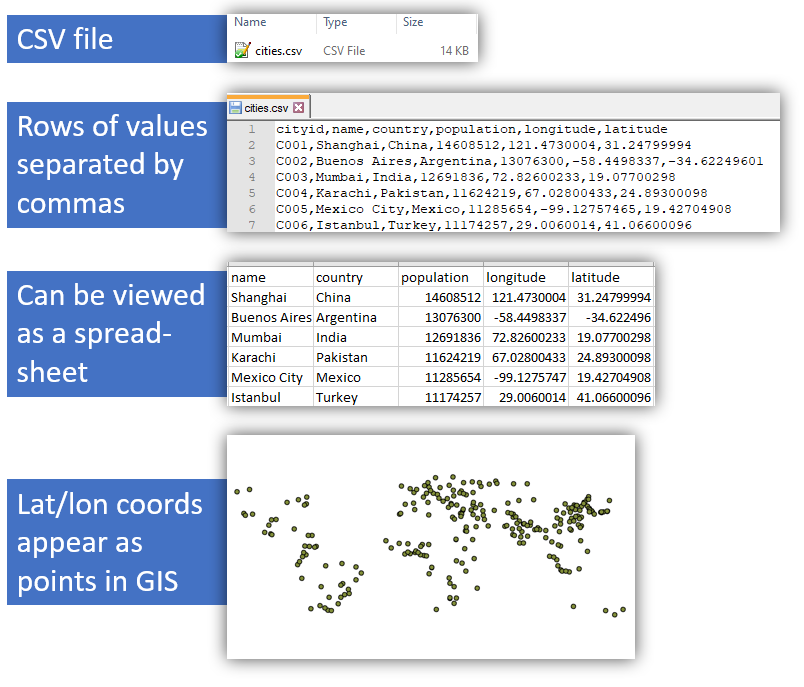 CSV file
Name Type Size
cities.csv CSV File 14 KB
Rows of values
separated by
commas
cities.csv
1 cityid,name,country,population,longitude,latitude
2 C001,Shanghai,China,14608512,121.4730004,31.24799994
3 C002,Buenos Aires,Argentina,13076300,-58.4498337,-34.62249601
4 C003,Mumbai,India,12691836,72.82600233,19.07700298
5 C004,Karachi,Pakistan,11624219,67.02800433,24.89300098
6 C005,Mexico City,Mexico,11285654,-99.12757465,19.42704908
7 C006,Istanbul,Turkey,11174257,29.0060014,41.06600096
Can be viewed
as a spread-
sheet
name country population longitude latitude
Shanghai China 14608512 121.4730004 31.24799994
Buenos Aires Argentina 13076300 -58.4498337 -34.622496
Mumbai India 12691836 72.82600233 19.07700298
Karachi Pakistan 11624219 67.02800433 24.89300098
Mexico City Mexico 11285654 -99.1275747 19.42704908
Istanbul Turkey 11174257 29.0060014 41.06600096
Lat/lon coords
appear as
points in GIS